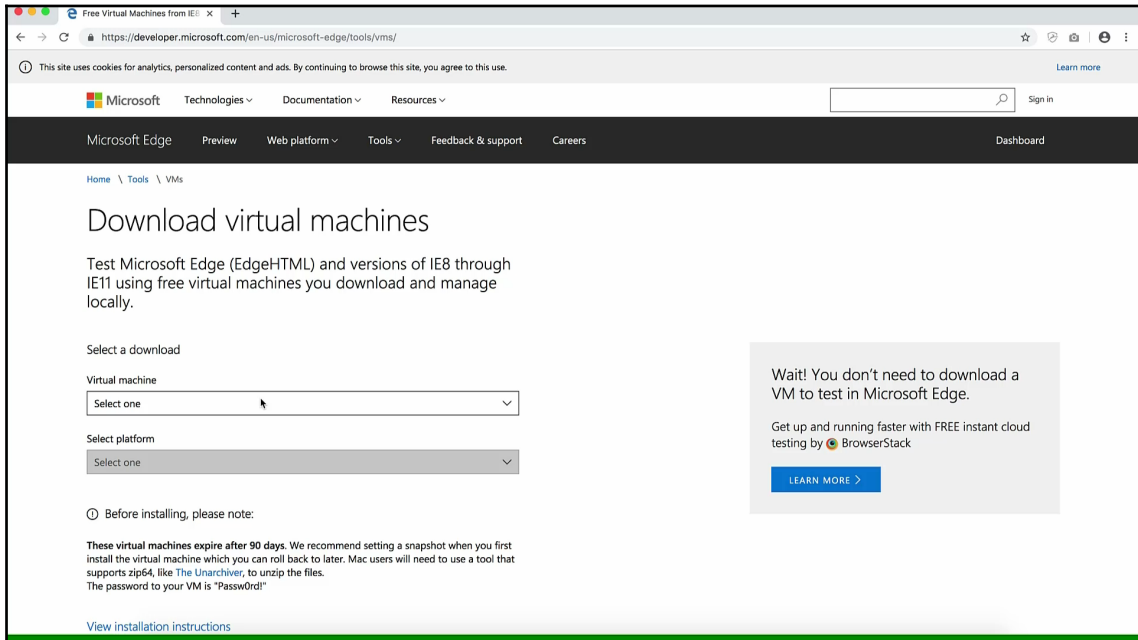 Free Virtual Machines from IE8
https://developer.microsoft.com/en-us/microsoft-edge/tools/vms/
This site uses cookies for analytics, personalized content and ads. By continuing to browse this site, you agree to this use. Learn more
Microsoft Technologies Documentation Resources Sign in
Microsoft Edge Preview Web platform Tools Feedback & support Careers Dashboard
Home \ Tools \ VMs
Download virtual machines
Test Microsoft Edge (EdgeHTML) and versions of IE8 through
IE11 using free virtual machines you download and manage
locally.
Select a download
Virtual machine
Select one
Select platform
Select one
Before installing, please note:
These virtual machines expire after 90 days. We recommend setting a snapshot when you first
install the virtual machine which you can roll back to later. Mac users will need to use a tool that
supports zip64, like The Unarchiver, to unzip the files.
The password to your VM is "Passw0rd!"
View installation instructions
Wait! You don't need to download a
VM to test in Microsoft Edge.
Get up and running faster with FREE instant cloud
testing by BrowserStack
LEARN MORE